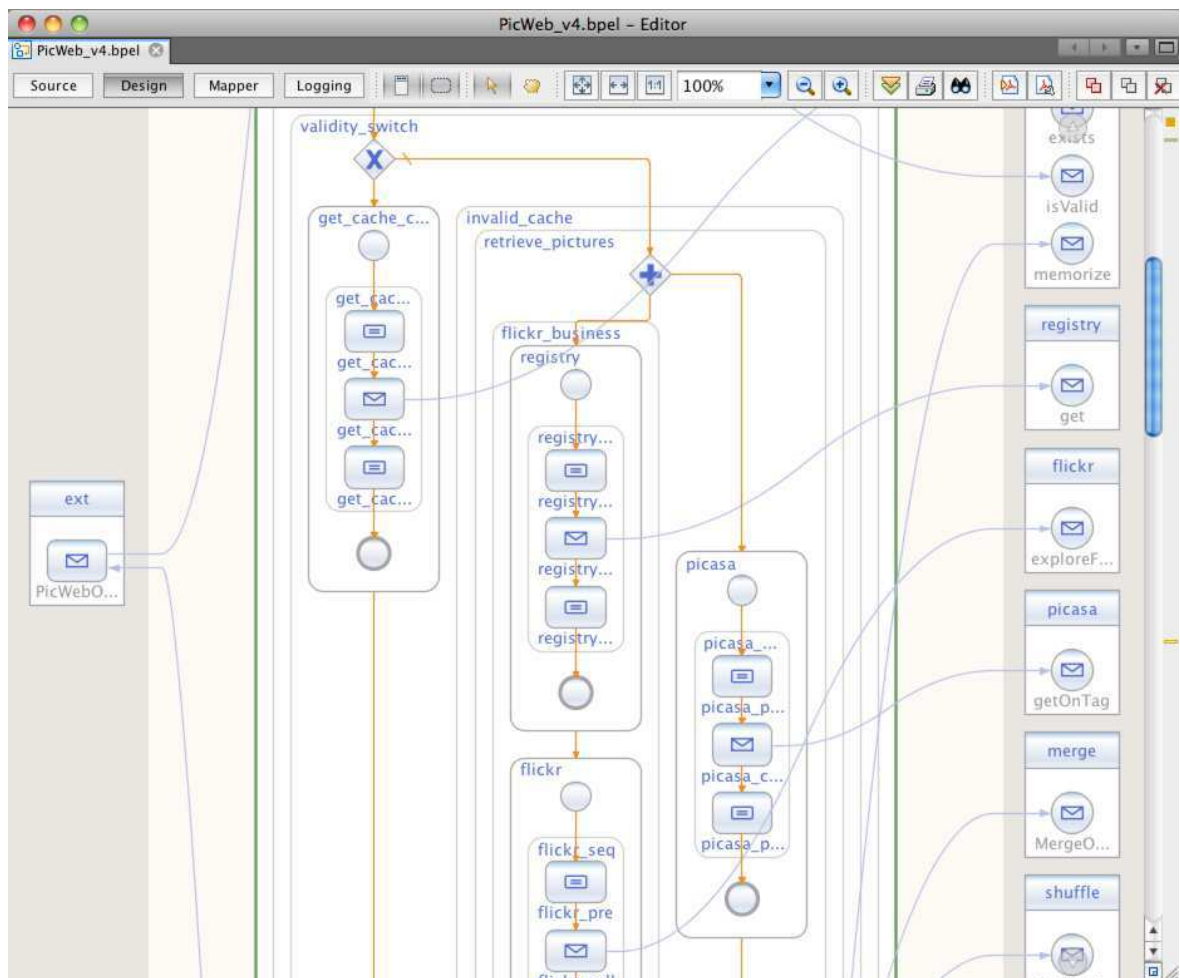 PicWeb_v4.bpel – Editor
PicWeb_v4.bpel
Source Design Mapper Logging 100%
validity_switch
get_cache_c...
get_cac...
get_cac...
get_cac...
get_cac...
invalid_cache
retrieve_pictures
flickr_business
registry
registry...
registry...
registry...
registry...
flickr
flickr_seq
flickr_pre
picasa
picasa_...
picasa_p...
picasa_c...
picasa_p...
ext
PicWebO...
exists
isValid
memorize
registry
get
flickr
exploreF...
picasa
getOnTag
merge
MergeO...
shuffle